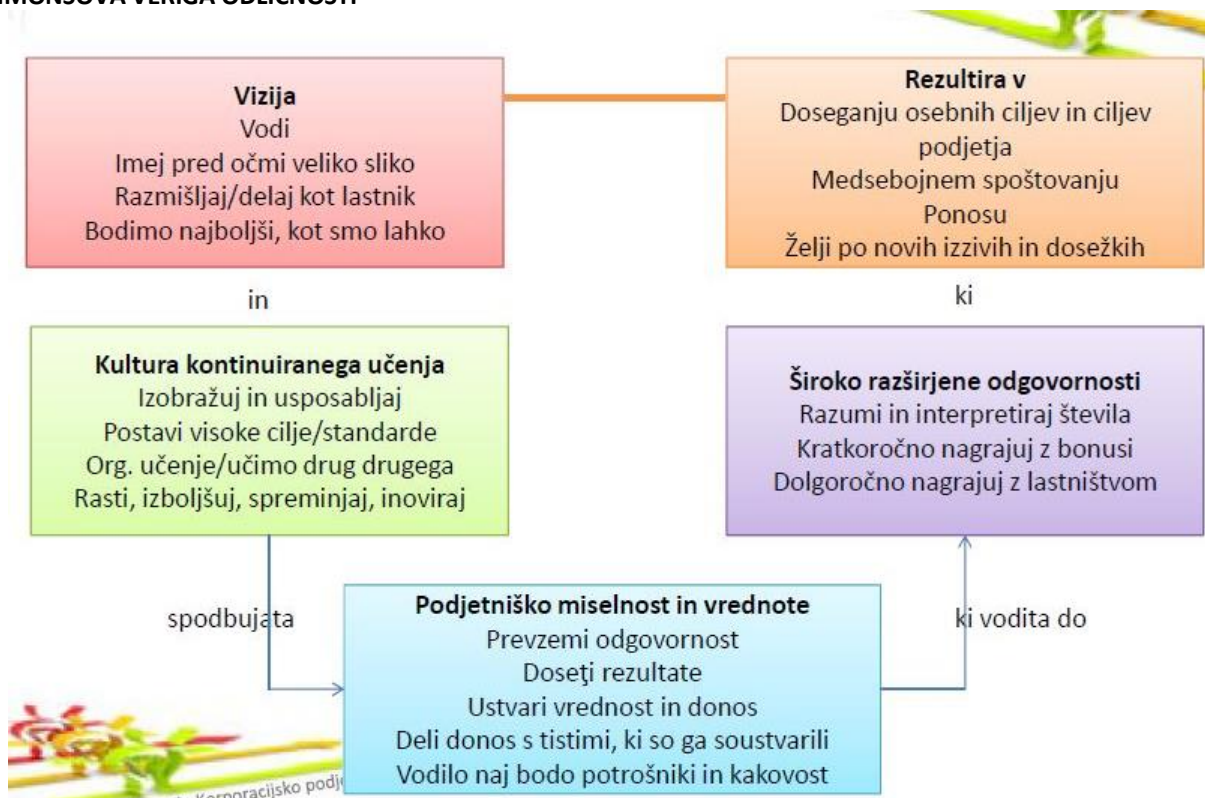 VERIGA ODLIČNOSTI
Vizija
Vodi
Imej pred očmi veliko sliko
Razmišljaj/delaj kot lastnik
Bodimo najboljši, kot smo lahko
in
Kultura kontinuiranega učenja
Izobražuj in usposabljaj
Postavi visoke cilje/standarde
Org. učenje/učimo drug drugega
Rasti, izboljšuj, spreminjaj, inoviraj
spodbujata
Podjetniško miselnost in vrednote
Prevzemi odgovornost
Doseţi rezultate
Ustvari vrednost in donos
Deli donos s tistimi, ki so ga soustvarili
Vodilo naj bodo potrošniki in kakovost
ki vodita do
Široko razširjene odgovornosti
Razumi in interpretiraj števila
Kratkoročno nagrajuj z bonusi
Dolgoročno nagrajuj z lastništvom
ki
Rezultira v
Doseganju osebnih ciljev in ciljev
podjetja
Medsebojnem spoštovanju
Ponosu
Želji po novih izzivih in dosežkih
Korporacijsko